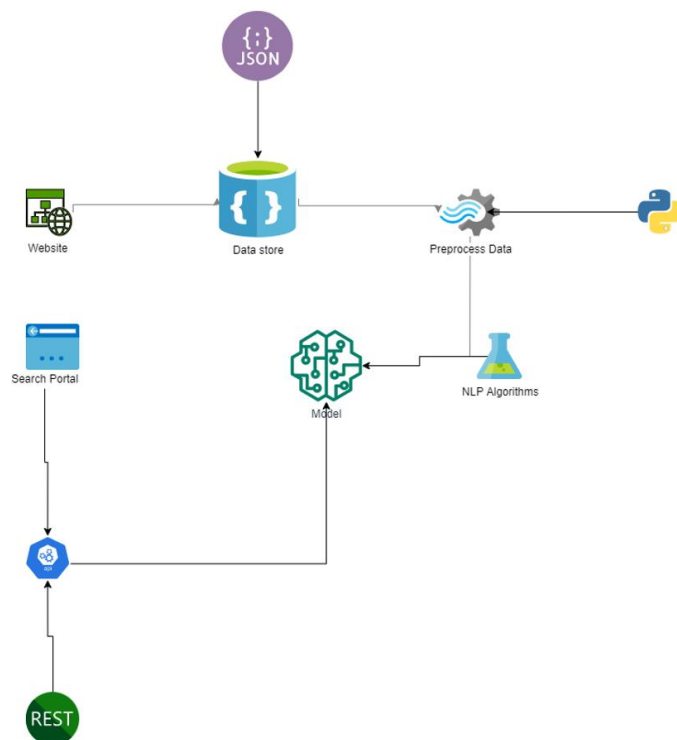 {;}
JSON
{ }
Website
Data store
Preprocess Data
Search Portal
Model
NLP Algorithms
REST